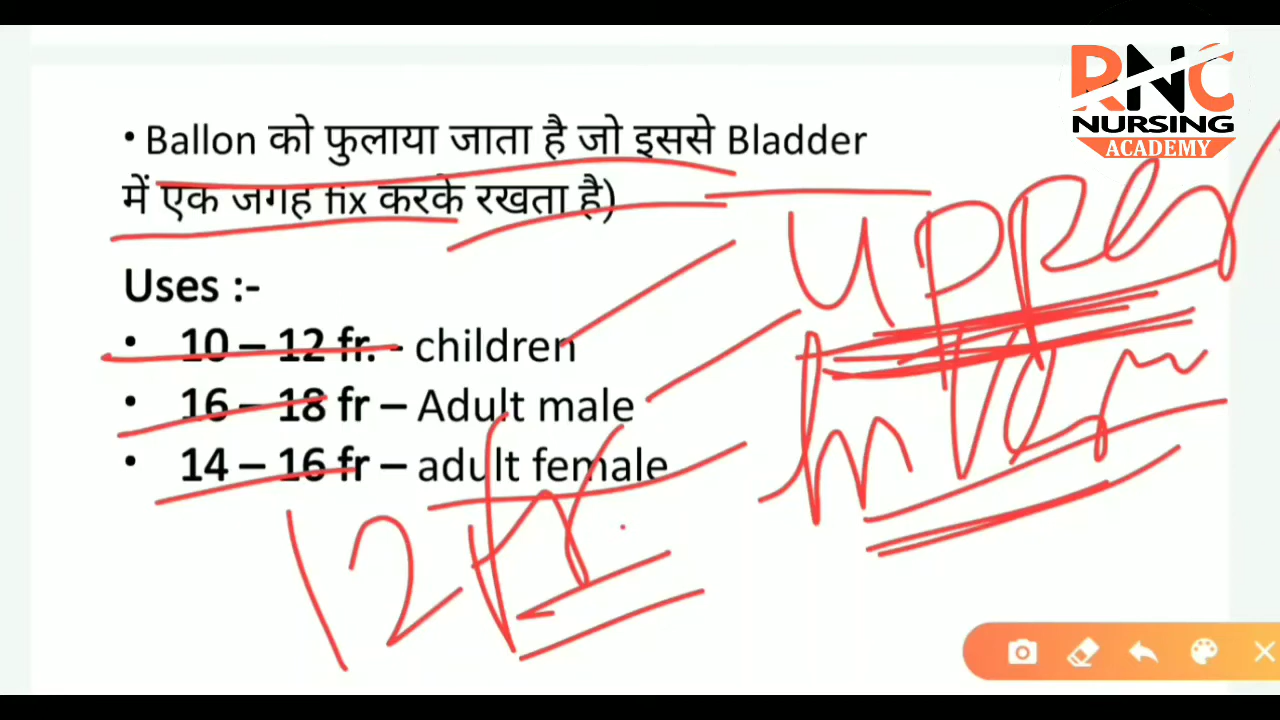 RNC
NURSING
ACADEMY
• Ballon को फुलाया जाता है जो इससे Bladder
में एक जगह fix करके रखता है)
Uses :-
• 10 – 12 fr. - children
• 16 – 18 fr – Adult male
• 14 – 16 fr – adult female
upper
12 fr